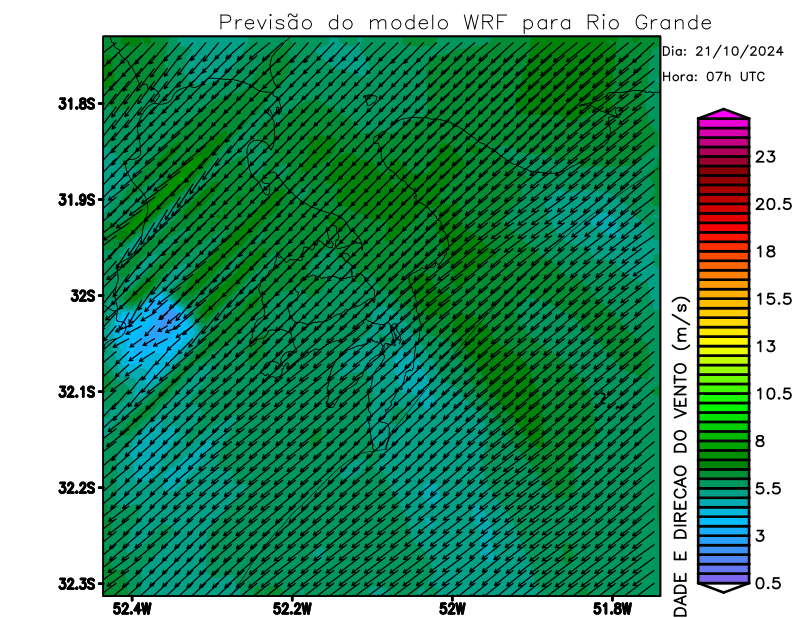 Previsão do modelo WRF para Rio Grande
Dia: 21/10/2024
Hora: 07h UTC
31.8S
31.9S
32S
32.1S
32.2S
32.3S
52.4W
52.2W
52W
51.8W
23
20.5
18
15.5
13
10.5
8
5.5
3
0.5
DADE E DIRECAO DO VENTO (m/s)